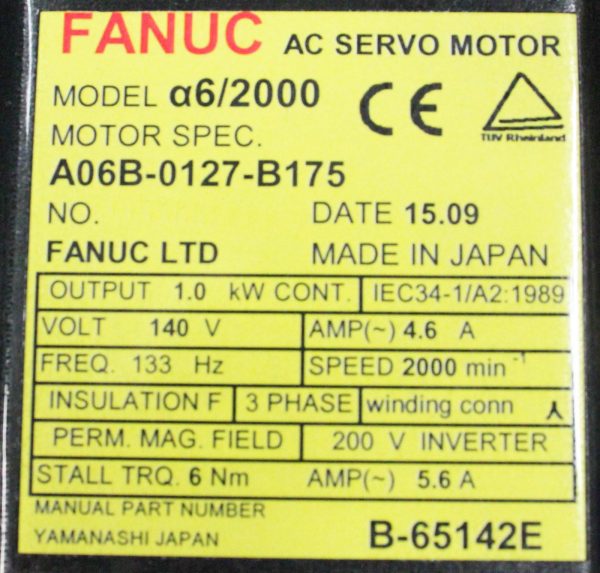 FANUC AC SERVO MOTOR
MODEL α6/2000
CE
TÜV Rheinland
MOTOR SPEC.
A06B-0127-B175
NO. DATE 15.09
FANUC LTD MADE IN JAPAN
OUTPUT 1.0 kW CONT. IEC34-1/A2:1989
VOLT 140 V AMP(~) 4.6 A
FREQ. 133 Hz SPEED 2000 min⁻¹
INSULATION F 3 PHASE winding conn
PERM. MAG. FIELD 200 V INVERTER
STALL TRQ. 6 Nm AMP(~) 5.6 A
MANUAL PART NUMBER
YAMANASHI JAPAN B-65142E